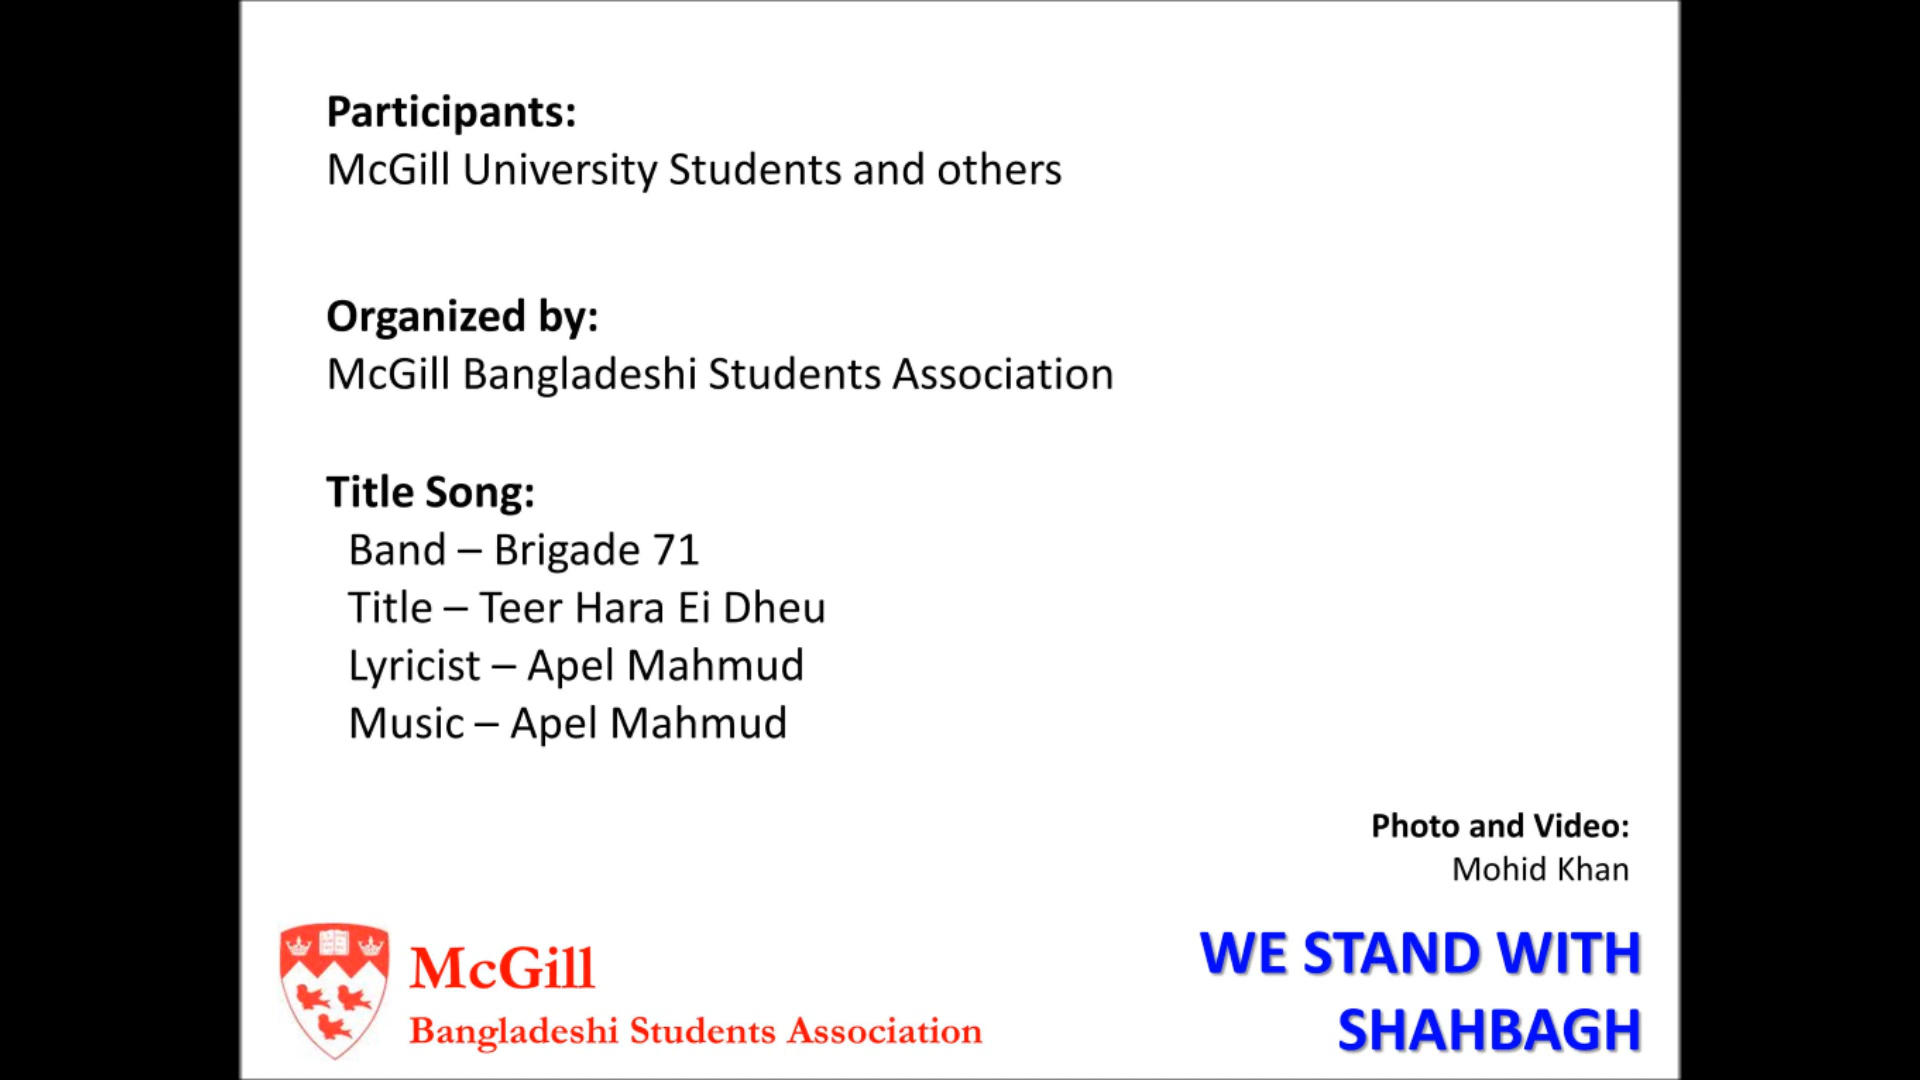 Participants:
McGill University Students and others
Organized by:
McGill Bangladeshi Students Association
Title Song:
Band – Brigade 71
Title – Teer Hara Ei Dheu
Lyricist – Apel Mahmud
Music – Apel Mahmud
Photo and Video:
Mohid Khan
McGill
Bangladeshi Students Association
WE STAND WITH
SHAHBAGH